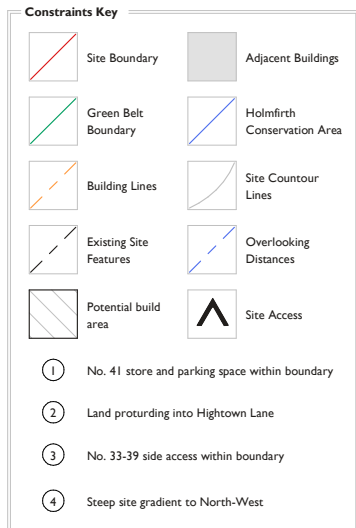 Constraints Key
Site Boundary
Adjacent Buildings
Green Belt
Boundary
Holmfirth
Conservation Area
Building Lines
Site Countour
Lines
Existing Site
Features
Overlooking
Distances
Potential build
area
Site Access
1 No. 41 store and parking space within boundary
2 Land proturding into Hightown Lane
3 No. 33-39 side access within boundary
4 Steep site gradient to North-West